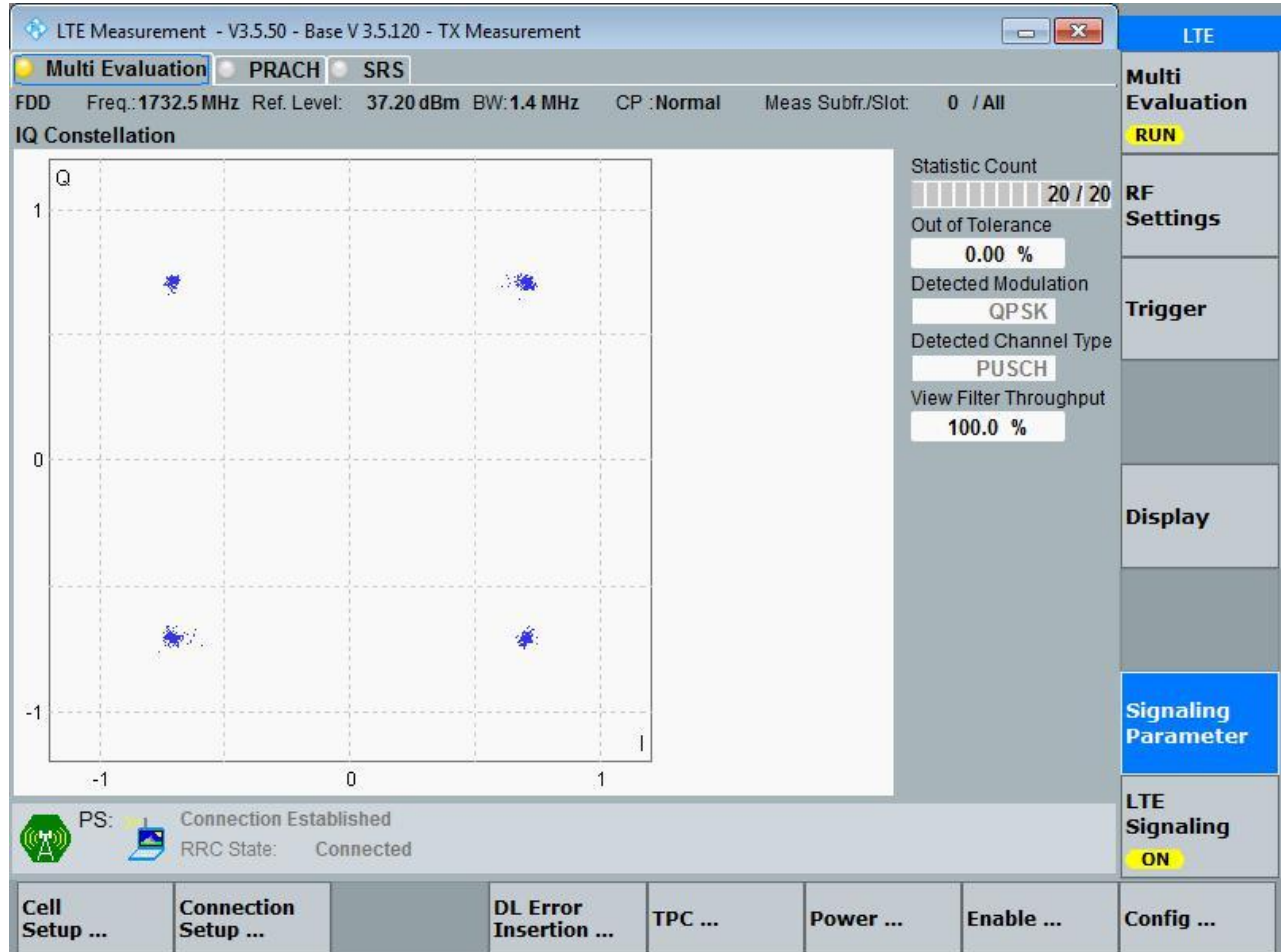 LTE Measurement - V3.5.50 - Base V 3.5.120 - TX Measurement
LTE
Multi Evaluation PRACH SRS
FDD Freq.: 1732.5 MHz Ref. Level: 37.20 dBm BW: 1.4 MHz CP : Normal Meas Subfr./Slot: 0 / All
IQ Constellation
Q
1
0
-1
I
-1 0 1
Statistic Count
20 / 20
Out of Tolerance
0.00 %
Detected Modulation
QPSK
Detected Channel Type
PUSCH
View Filter Throughput
100.0 %
Multi
Evaluation
RUN
RF
Settings
Trigger
Display
Signaling
Parameter
LTE
Signaling
ON
PS: Connection Established
RRC State: Connected
Cell
Setup ...
Connection
Setup ...
DL Error
Insertion ...
TPC ...
Power ...
Enable ...
Config ...